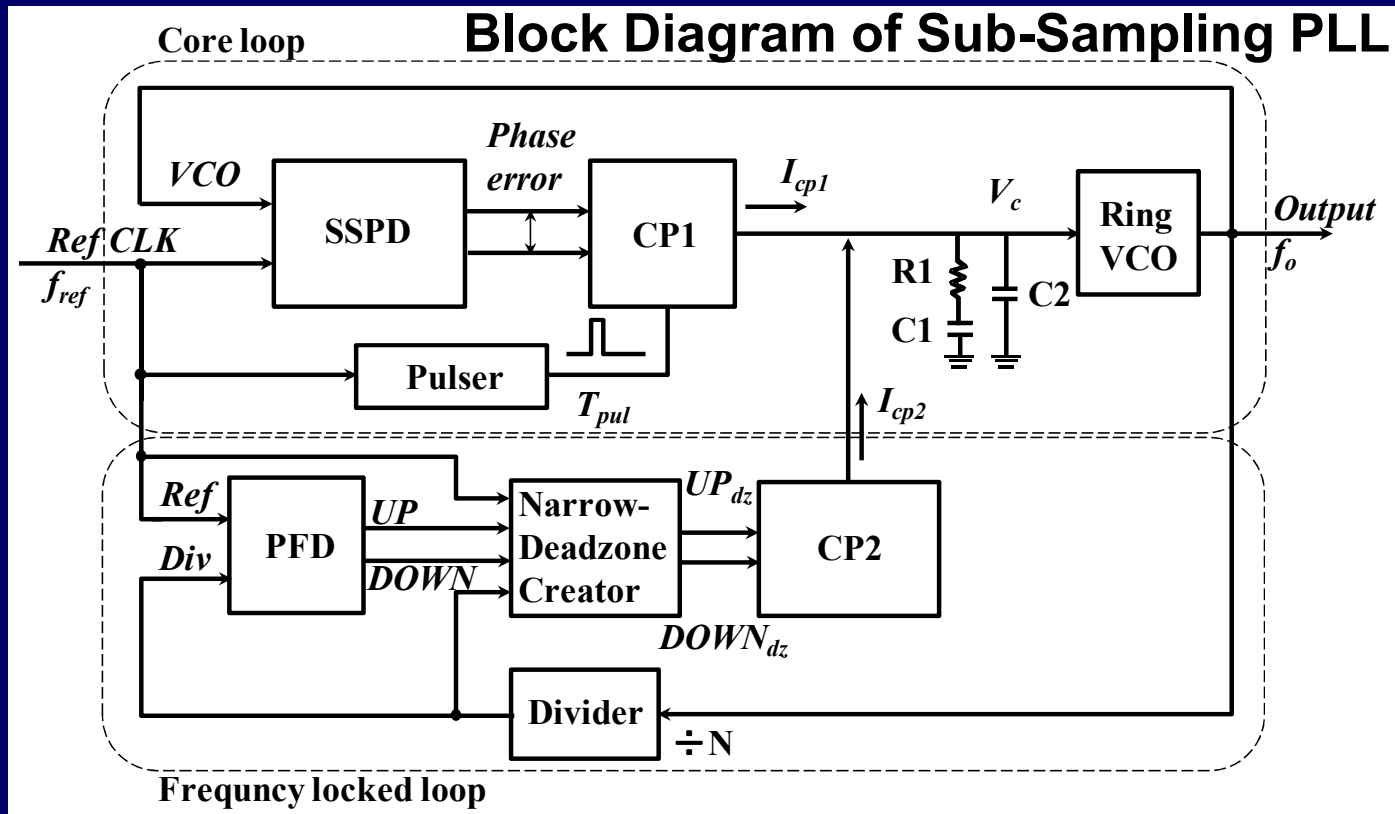 Block Diagram of Sub-Sampling PLL
Core loop
VCO
Ref CLK
f_ref
SSPD
Phase
error
CP1
I_cp1
V_c
Ring
VCO
Output
f_o
R1
C1
C2
Pulser
T_pul
I_cp2
Ref
Div
PFD
UP
DOWN
Narrow-
Deadzone
Creator
UP_dz
DOWN_dz
CP2
Divider
÷N
Frequncy locked loop